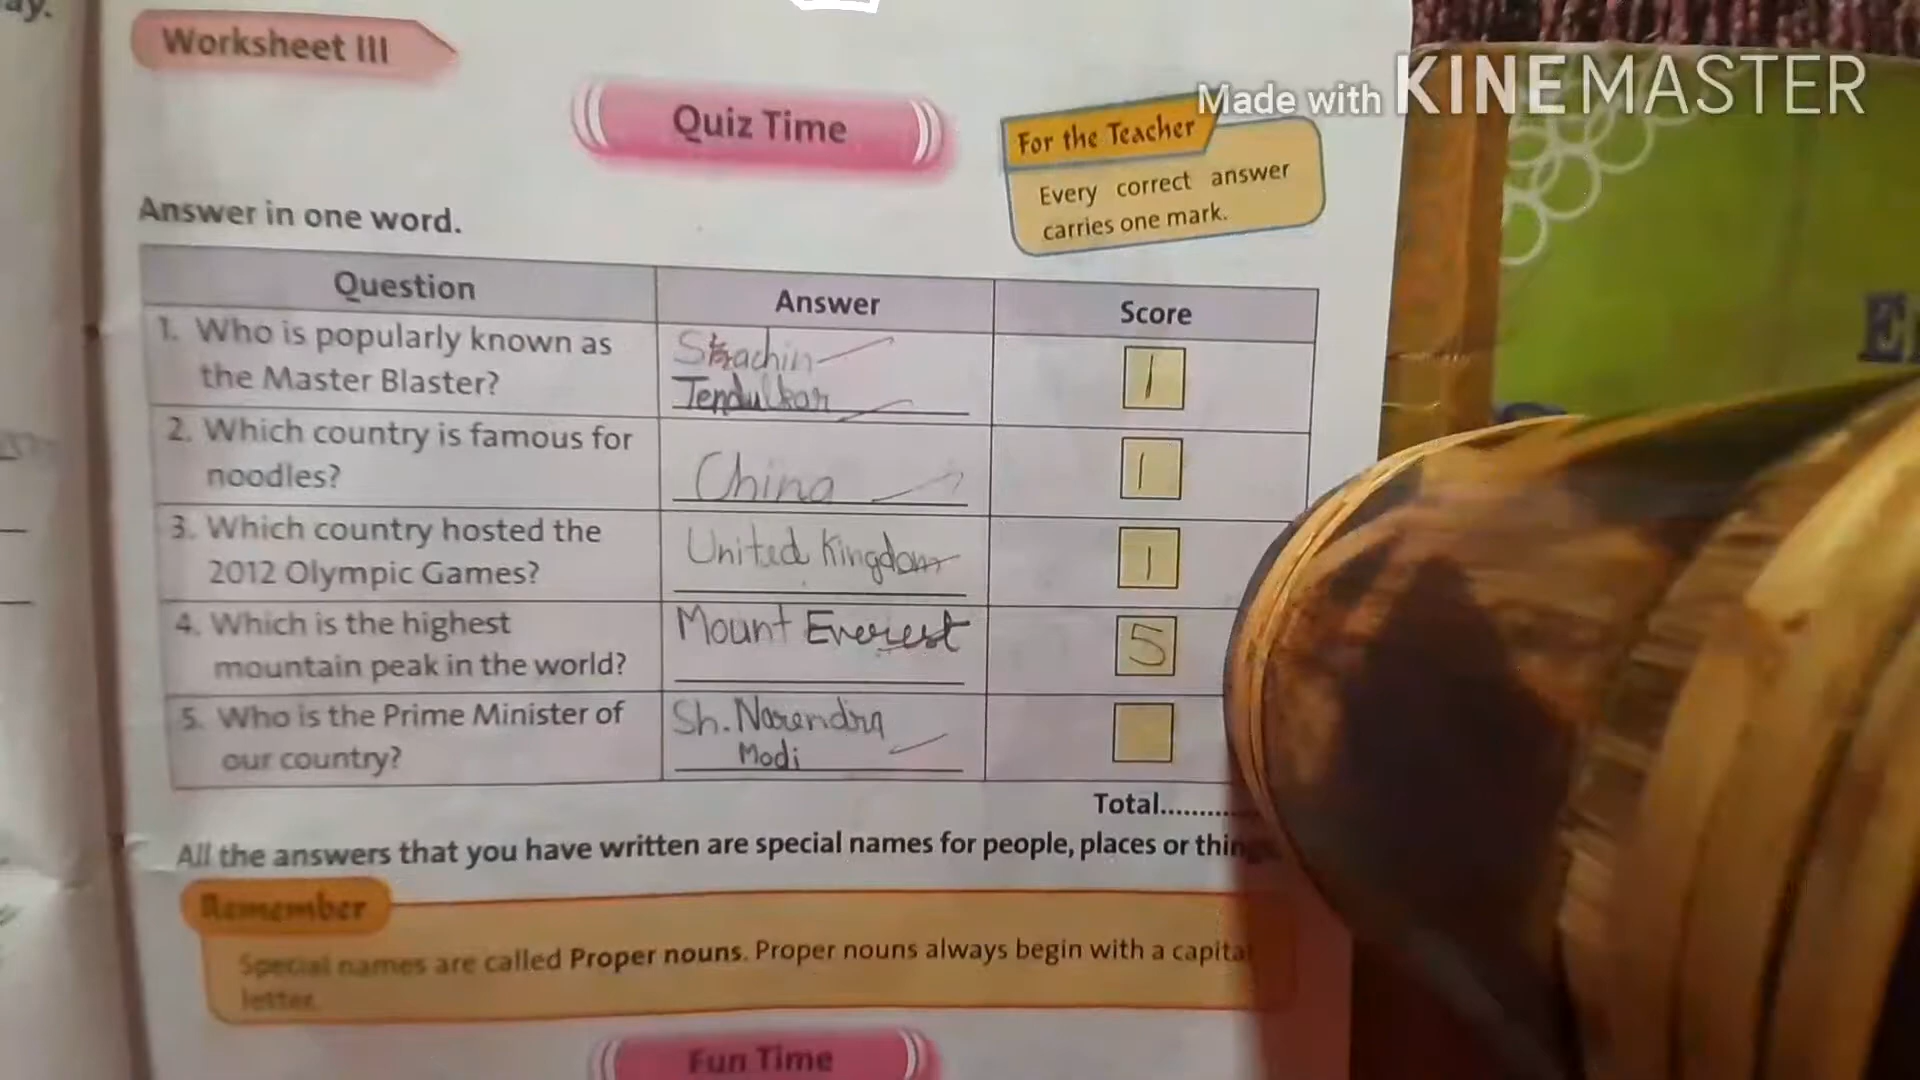 ay.
Worksheet III
Made with KINEMASTER
Quiz Time
For the Teacher
Every correct answer
carries one mark.
Answer in one word.
Question Answer Score
1. Who is popularly known as
the Master Blaster?
Sachin
Tendulkar
1
2. Which country is famous for
noodles?
China
1
3. Which country hosted the
2012 Olympic Games?
United Kingdom
1
4. Which is the highest
mountain peak in the world?
Mount Everest
5
5. Who is the Prime Minister of
our country?
Sh. Narendra
Modi
Total...........
All the answers that you have written are special names for people, places or thing
Remember
Special names are called Proper nouns. Proper nouns always begin with a capital
letter.
Fun Time